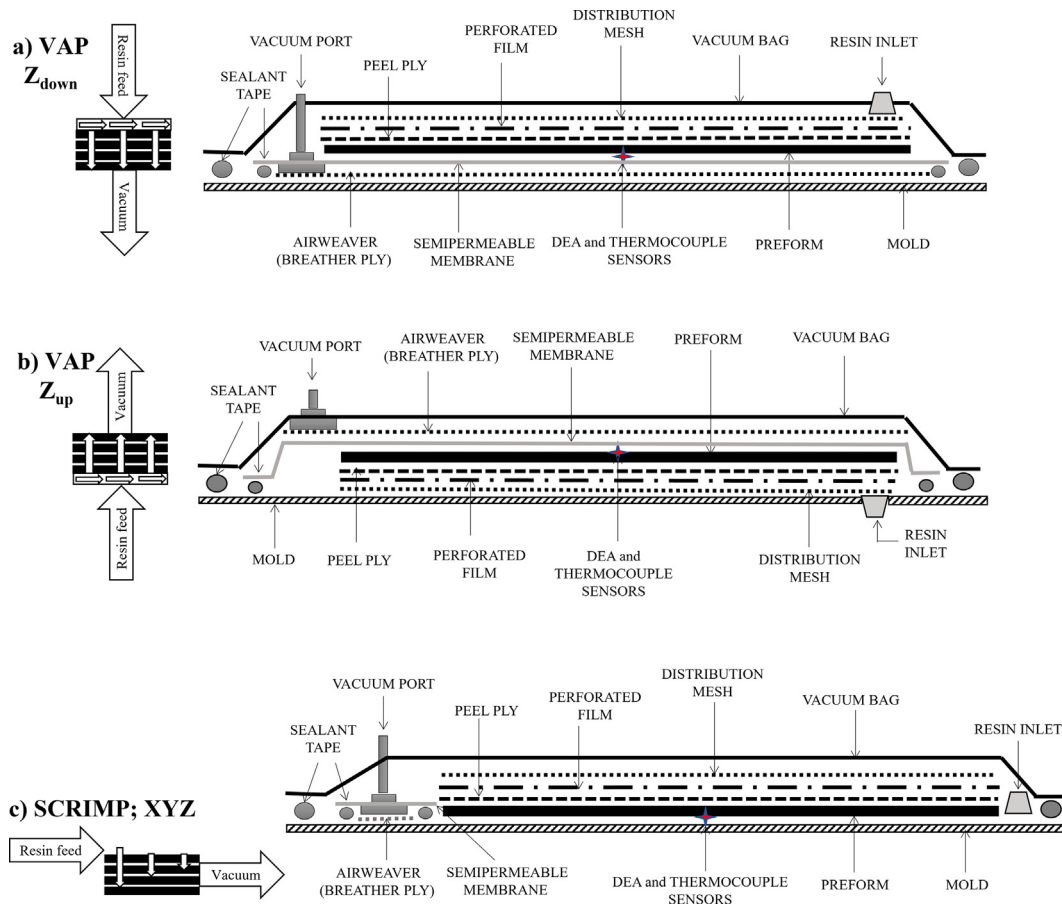 a) VAP
Z_down
Resin feed
Vacuum
SEALANT
TAPE
VACUUM PORT
PEEL PLY
PERFORATED
FILM
DISTRIBUTION
MESH
VACUUM BAG
RESIN INLET
AIRWEAVER
(BREATHER PLY)
SEMIPERMEABLE
MEMBRANE
DEA and THERMOCOUPLE
SENSORS
PREFORM
MOLD
b) VAP
Z_up
Vacuum
Resin feed
SEALANT
TAPE
VACUUM PORT
AIRWEAVER
(BREATHER PLY)
SEMIPERMEABLE
MEMBRANE
PREFORM
VACUUM BAG
MOLD
PEEL PLY
PERFORATED
FILM
DEA and
THERMOCOUPLE
SENSORS
DISTRIBUTION
MESH
RESIN
INLET
c) SCRIMP; XYZ
Resin feed
Vacuum
SEALANT
TAPE
VACUUM PORT
PEEL PLY
PERFORATED
FILM
DISTRIBUTION
MESH
VACUUM BAG
RESIN INLET
AIRWEAVER
(BREATHER PLY)
SEMIPERMEABLE
MEMBRANE
DEA and THERMOCOUPLE
SENSORS
PREFORM
MOLD